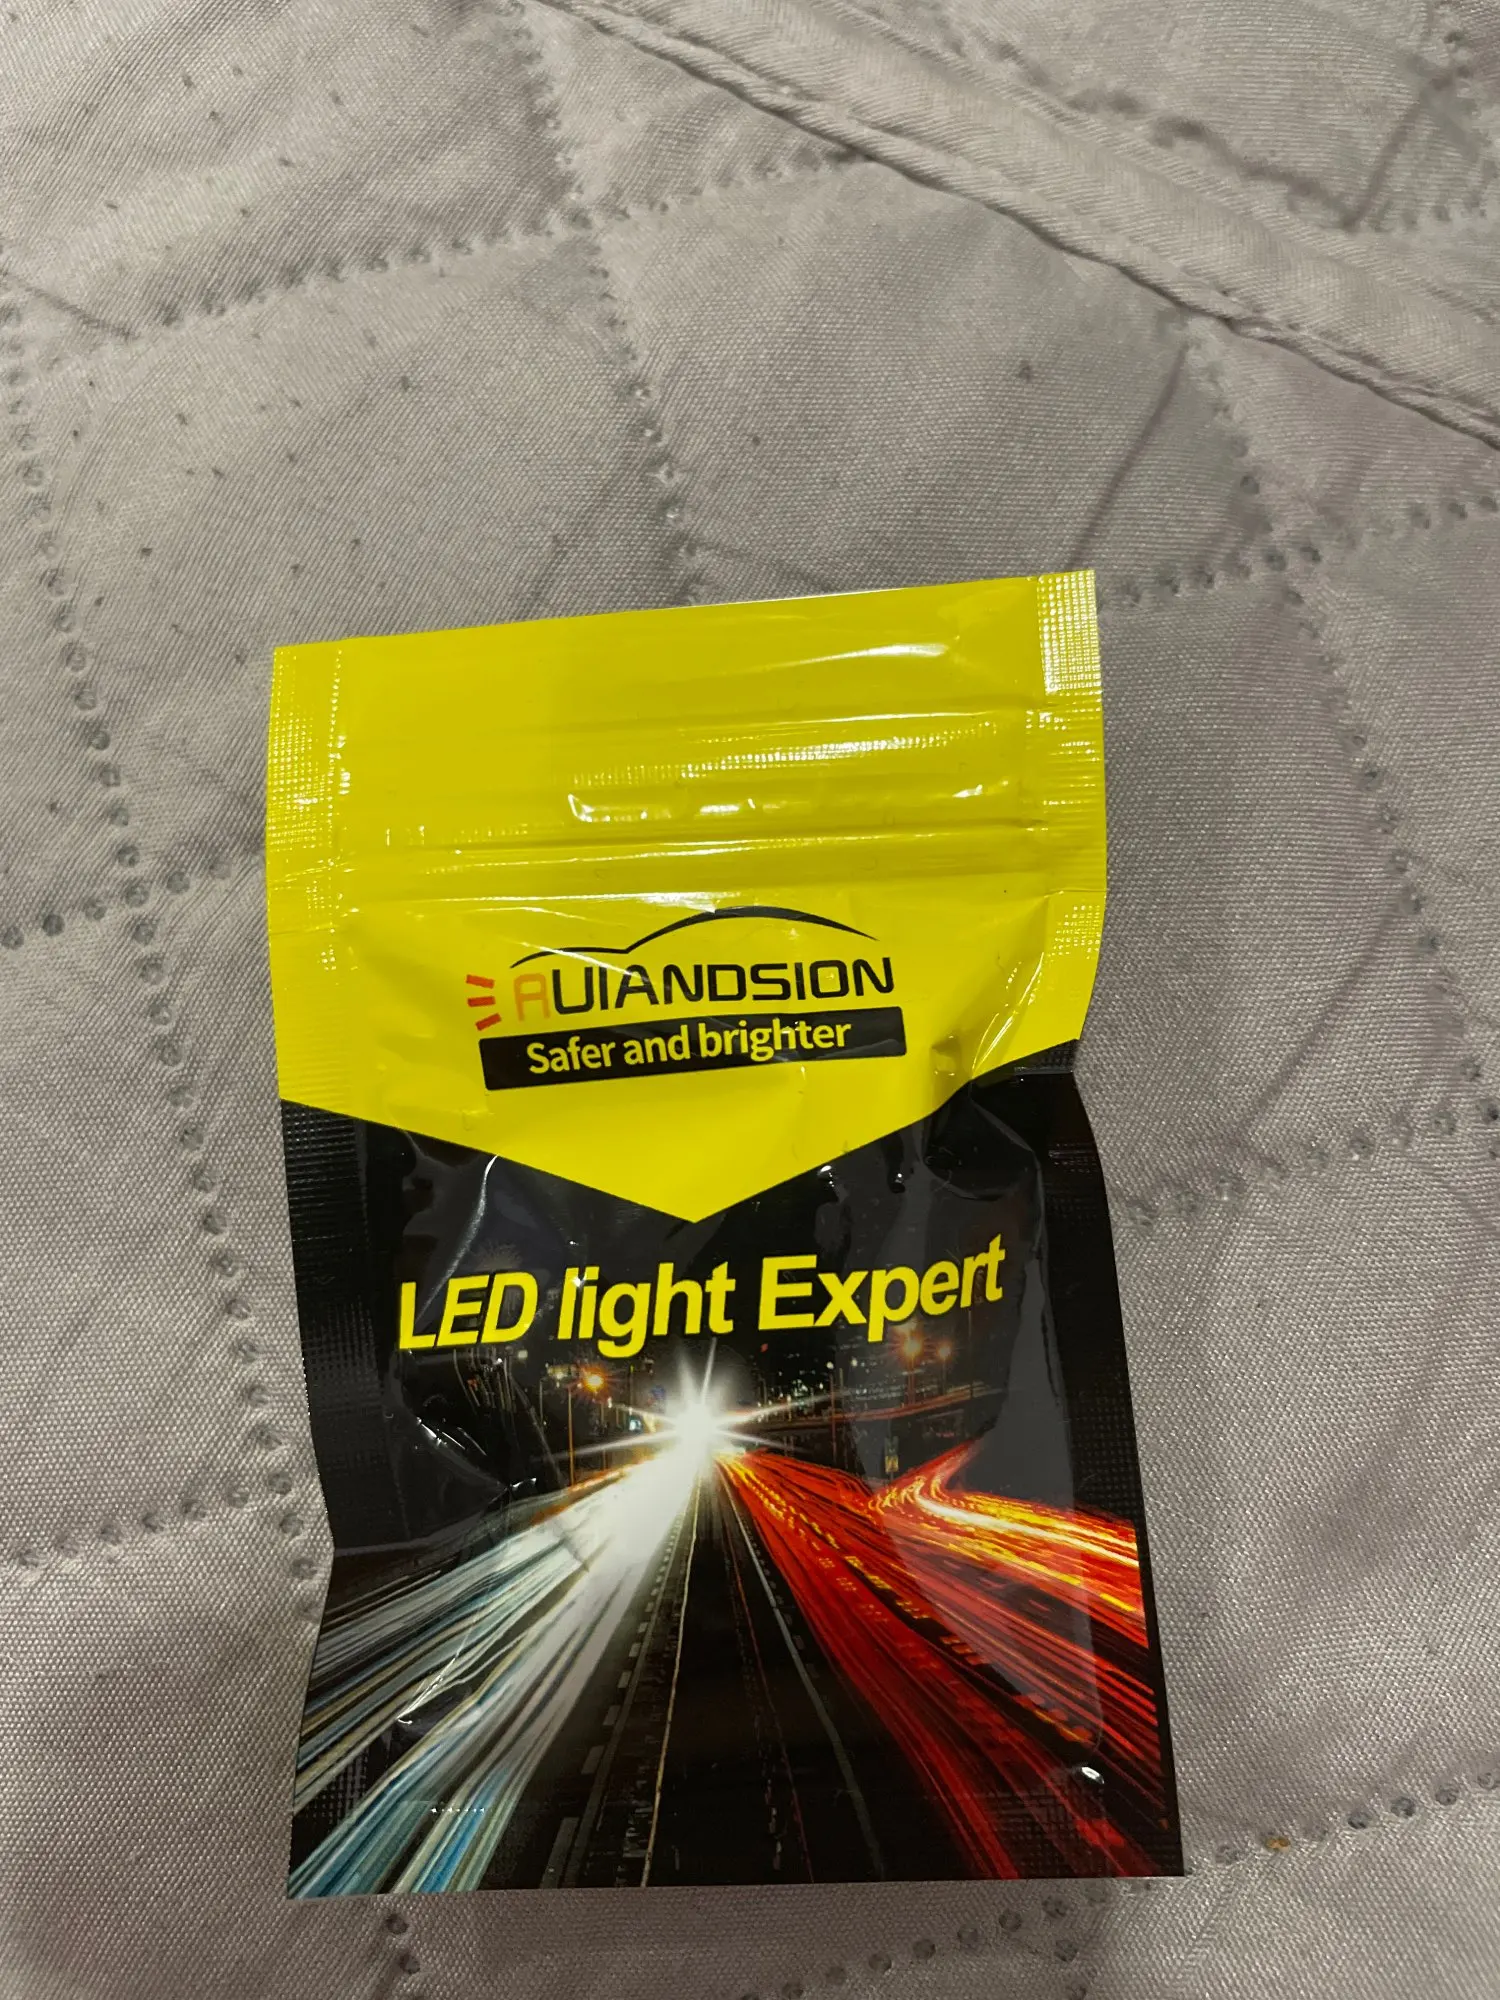 RUIANDSION
Safer and brighter
LED light Expert